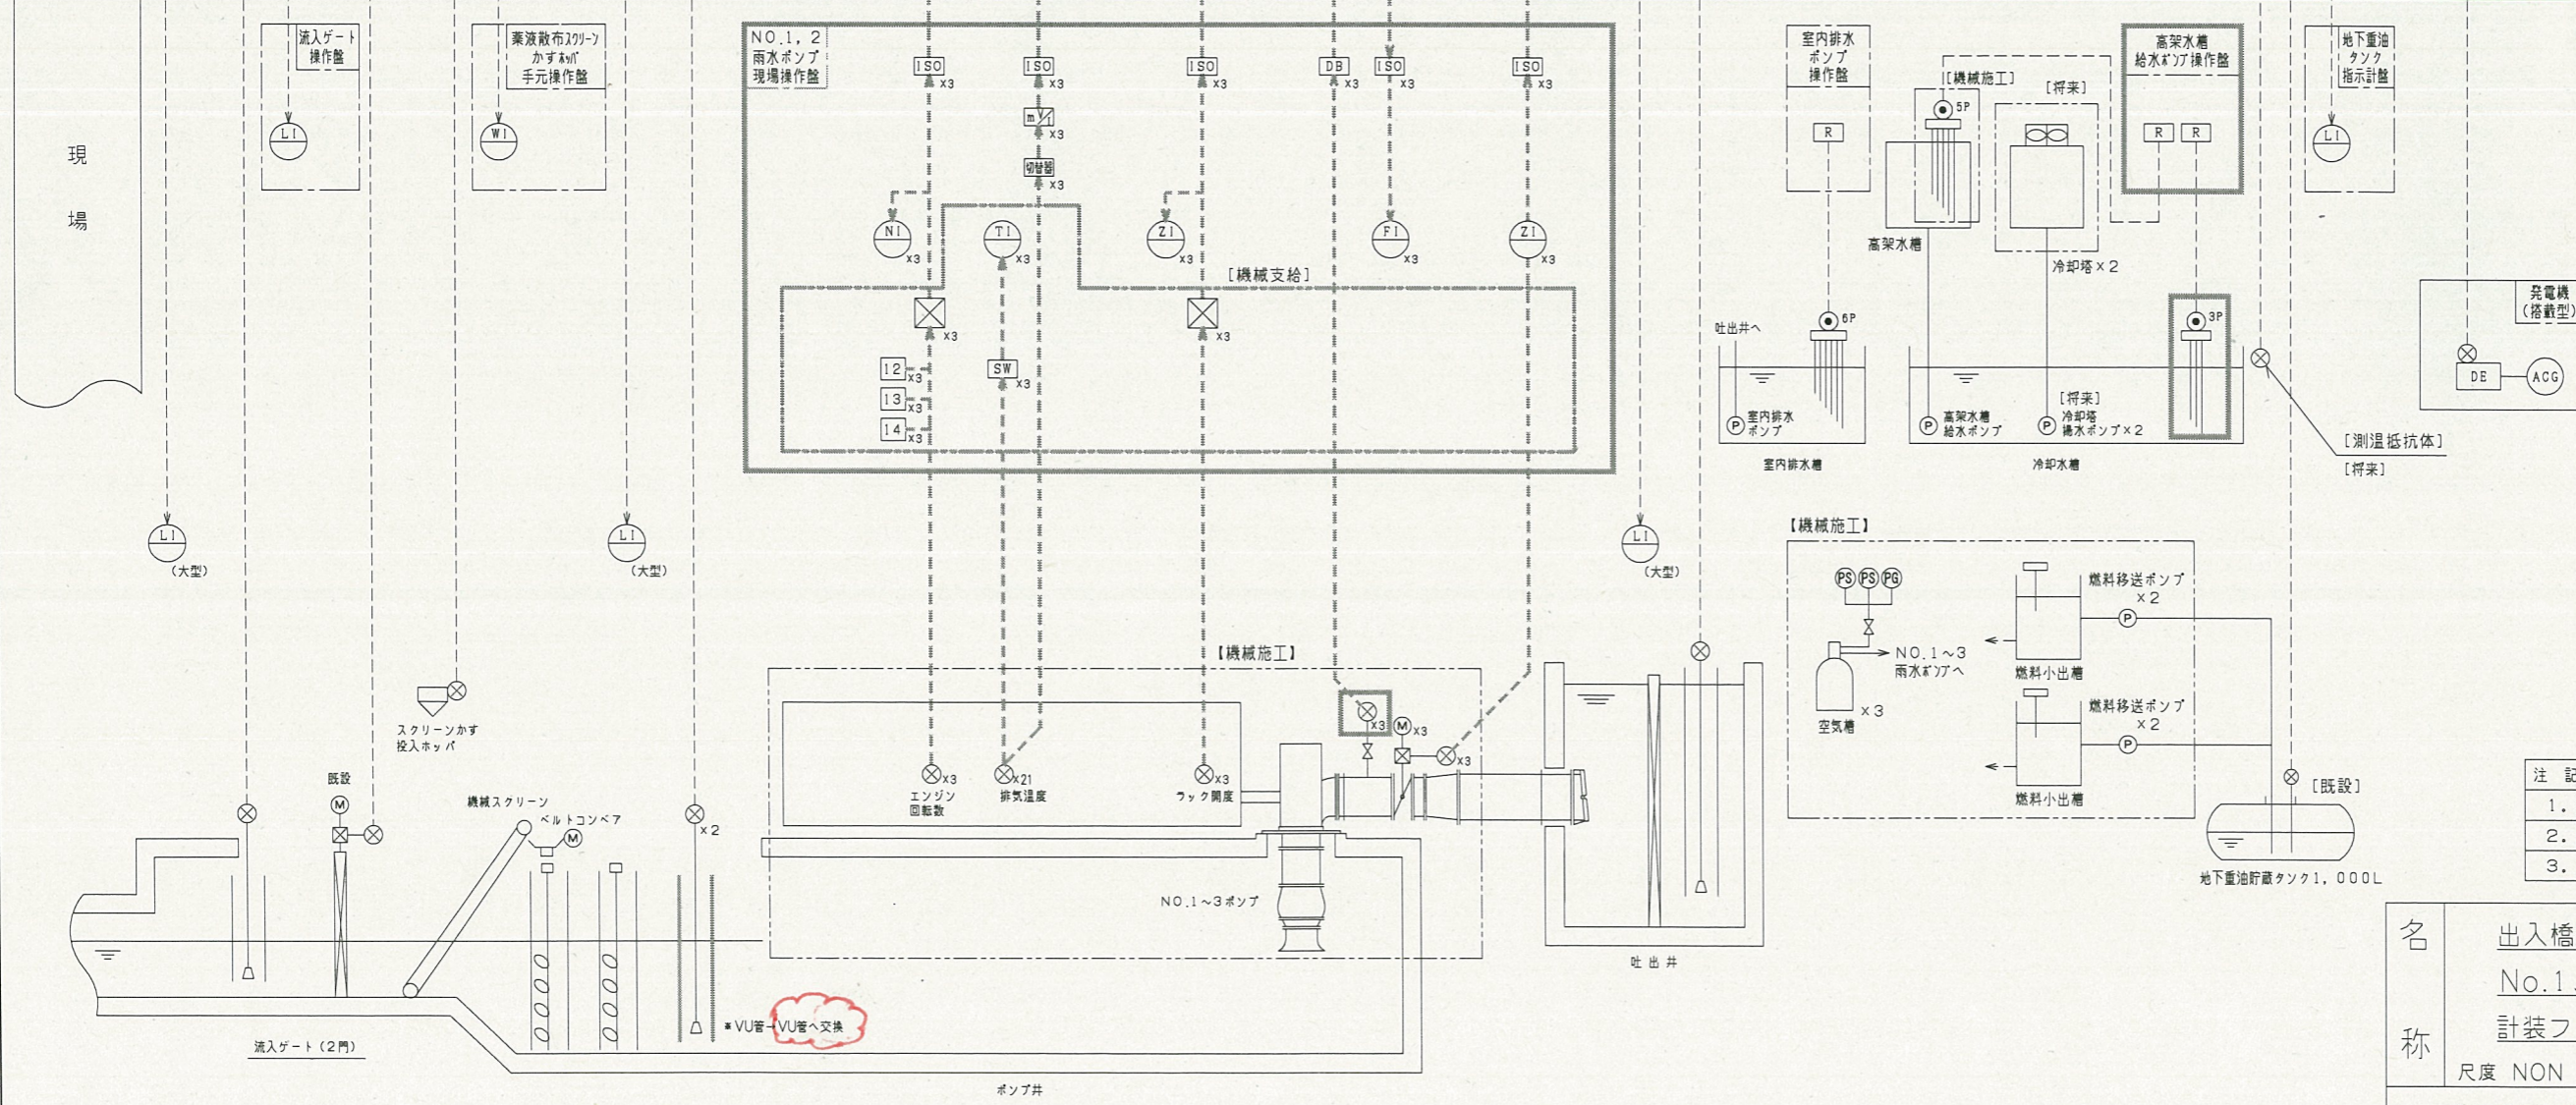 現
場
流入ゲート
操作盤
LI
薬液散布スクリーン
かすホッパ
手元操作盤
WI
LI
(大型)
LI
(大型)
NO.1,2
雨水ポンプ
現場操作盤
ISO
x3
ISO
x3
ISO
x3
DB
x3
ISO
x3
ISO
x3
x3
切替器
x3
NI
x3
TI
ZI
x3
FI
x3
ZI
x3
[機械支給]
x3
x3
12
x3
13
x3
14
x3
SW
x3
室内排水
ポンプ
操作盤
R
[機械施工]
5P
高架水槽
[将来]
冷却塔x2
高架水槽
給水ポンプ操作盤
R
R
地下重油
タンク
指示計盤
LI
発電機
(搭載型)
DE
ACG
吐出井へ
6P
P
室内排水
ポンプ
室内排水槽
P
高架水槽
給水ポンプ
[将来]
P
冷却塔
揚水ポンプx2
3P
冷却水槽
[測温抵抗体]
[将来]
LI
(大型)
【機械施工】
PS
PS
PG
NO.1~3
雨水ポンプへ
x3
空気槽
燃料移送ポンプ
x2
P
燃料小出槽
燃料移送ポンプ
x2
P
燃料小出槽
[既設]
地下重油貯蔵タンク1,000L
【機械施工】
x3
エンジン
回転数
x21
排気温度
x3
ラック開度
x3
M
x3
x3
NO.1~3ポンプ
吐出井
スクリーンかす
投入ホッパ
既設
M
機械スクリーン
ベルトコンベア
M
x2
流入ゲート(2門)
*VU管→VU管へ交換
ポンプ井
注 記
1.
2.
3.
名
称
出入橋
No.1
計装フ
尺度 NON